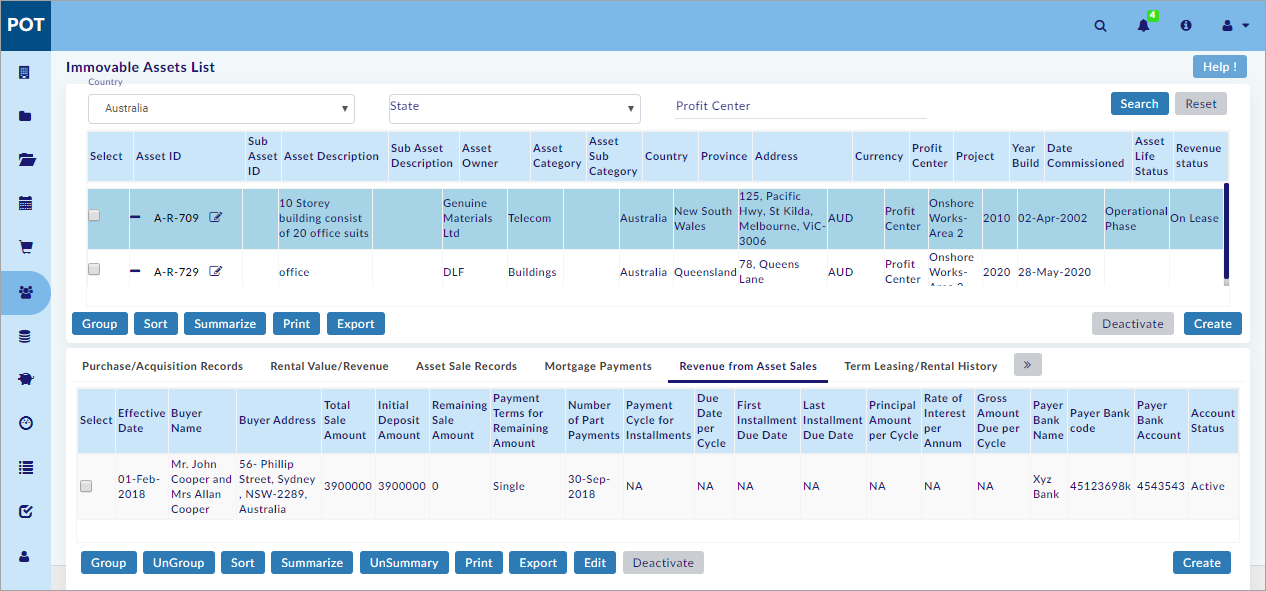 POT
4
Immovable Assets List
Help !
Country
Australia
State
Profit Center
Search
Reset
Select
Asset ID
Sub
Asset
ID
Asset Description
Sub Asset
Description
Asset
Owner
Asset
Category
Asset
Sub
Category
Country
Province
Address
Currency
Profit
Center
Project
Year
Build
Date
Commissioned
Asset
Life
Status
Revenue
status
A-R-709
10 Storey
building consist
of 20 office suits
Genuine
Materials
Ltd
Telecom
Australia
New South
Wales
125, Pacific
Hwy, St Kilda,
Melbourne, ViC-
3006
AUD
Profit
Center
Onshore
Works-
Area 2
2010
02-Apr-2002
Operational
Phase
On Lease
A-R-729
office
DLF
Buildings
Australia
Queensland
78, Queens
Lane
AUD
Profit
Center
Onshore
Works-
Area 2
2020
28-May-2020
Group
Sort
Summarize
Print
Export
Deactivate
Create
Purchase/Acquisition Records
Rental Value/Revenue
Asset Sale Records
Mortgage Payments
Revenue from Asset Sales
Term Leasing/Rental History
»
Select
Effective
Date
Buyer
Name
Buyer Address
Total
Sale
Amount
Initial
Deposit
Amount
Remaining
Sale
Amount
Payment
Terms for
Remaining
Amount
Number
of Part
Payments
Payment
Cycle for
Installments
Due
Date
per
Cycle
First
Installment
Due Date
Last
Installment
Due Date
Principal
Amount
per Cycle
Rate of
Interest
per
Annum
Gross
Amount
Due per
Cycle
Payer
Bank
Name
Payer Bank
code
Payer
Bank
Account
Account
Status
01-Feb-
2018
Mr. John
Cooper and
Mrs Allan
Cooper
56- Phillip
Street, Sydney
, NSW-2289,
Australia
3900000
3900000
0
Single
30-Sep-
2018
NA
NA
NA
NA
NA
NA
NA
Xyz
Bank
45123698k
4543543
Active
Group
UnGroup
Sort
Summarize
UnSummary
Print
Export
Edit
Deactivate
Create